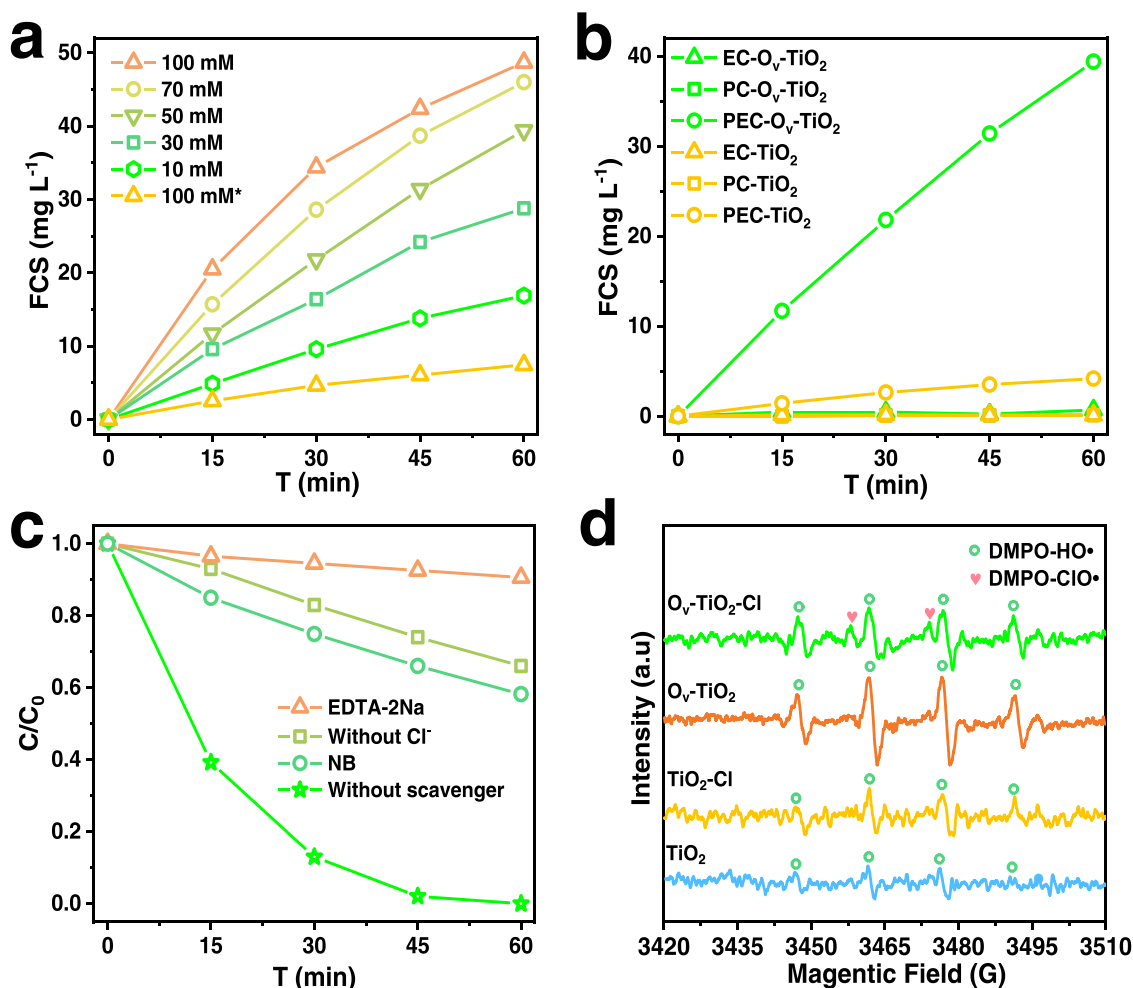 a
50
40
30
20
10
0
FCS (mg L⁻¹)
100 mM
70 mM
50 mM
30 mM
10 mM
100 mM*
0 15 30 45 60
T (min)
b
40
30
20
10
0
FCS (mg L⁻¹)
EC-Oᵥ-TiO₂
PC-Oᵥ-TiO₂
PEC-Oᵥ-TiO₂
EC-TiO₂
PC-TiO₂
PEC-TiO₂
0 15 30 45 60
T (min)
c
1.0
0.8
0.6
0.4
0.2
0.0
C/C₀
EDTA-2Na
Without Cl⁻
NB
Without scavenger
0 15 30 45 60
T (min)
d
Intensity (a.u)
DMPO-HO•
DMPO-ClO•
Oᵥ-TiO₂-Cl
Oᵥ-TiO₂
TiO₂-Cl
TiO₂
3420 3435 3450 3465 3480 3495 3510
Magentic Field (G)